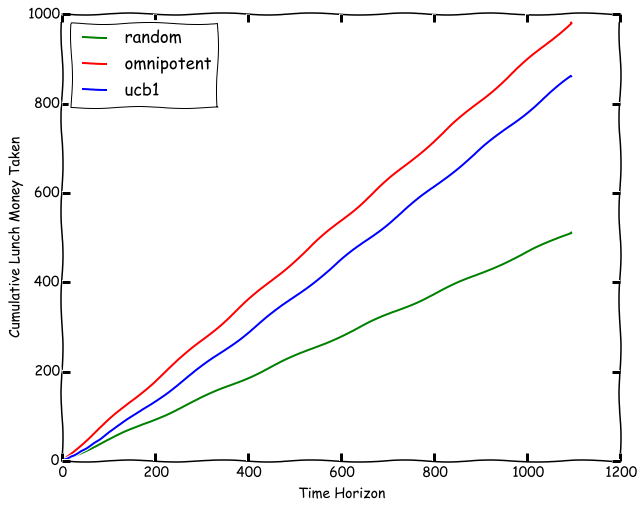 1000
800
600
400
200
0
Cumulative Lunch Money Taken
random
omnipotent
ucb1
0 200 400 600 800 1000 1200
Time Horizon